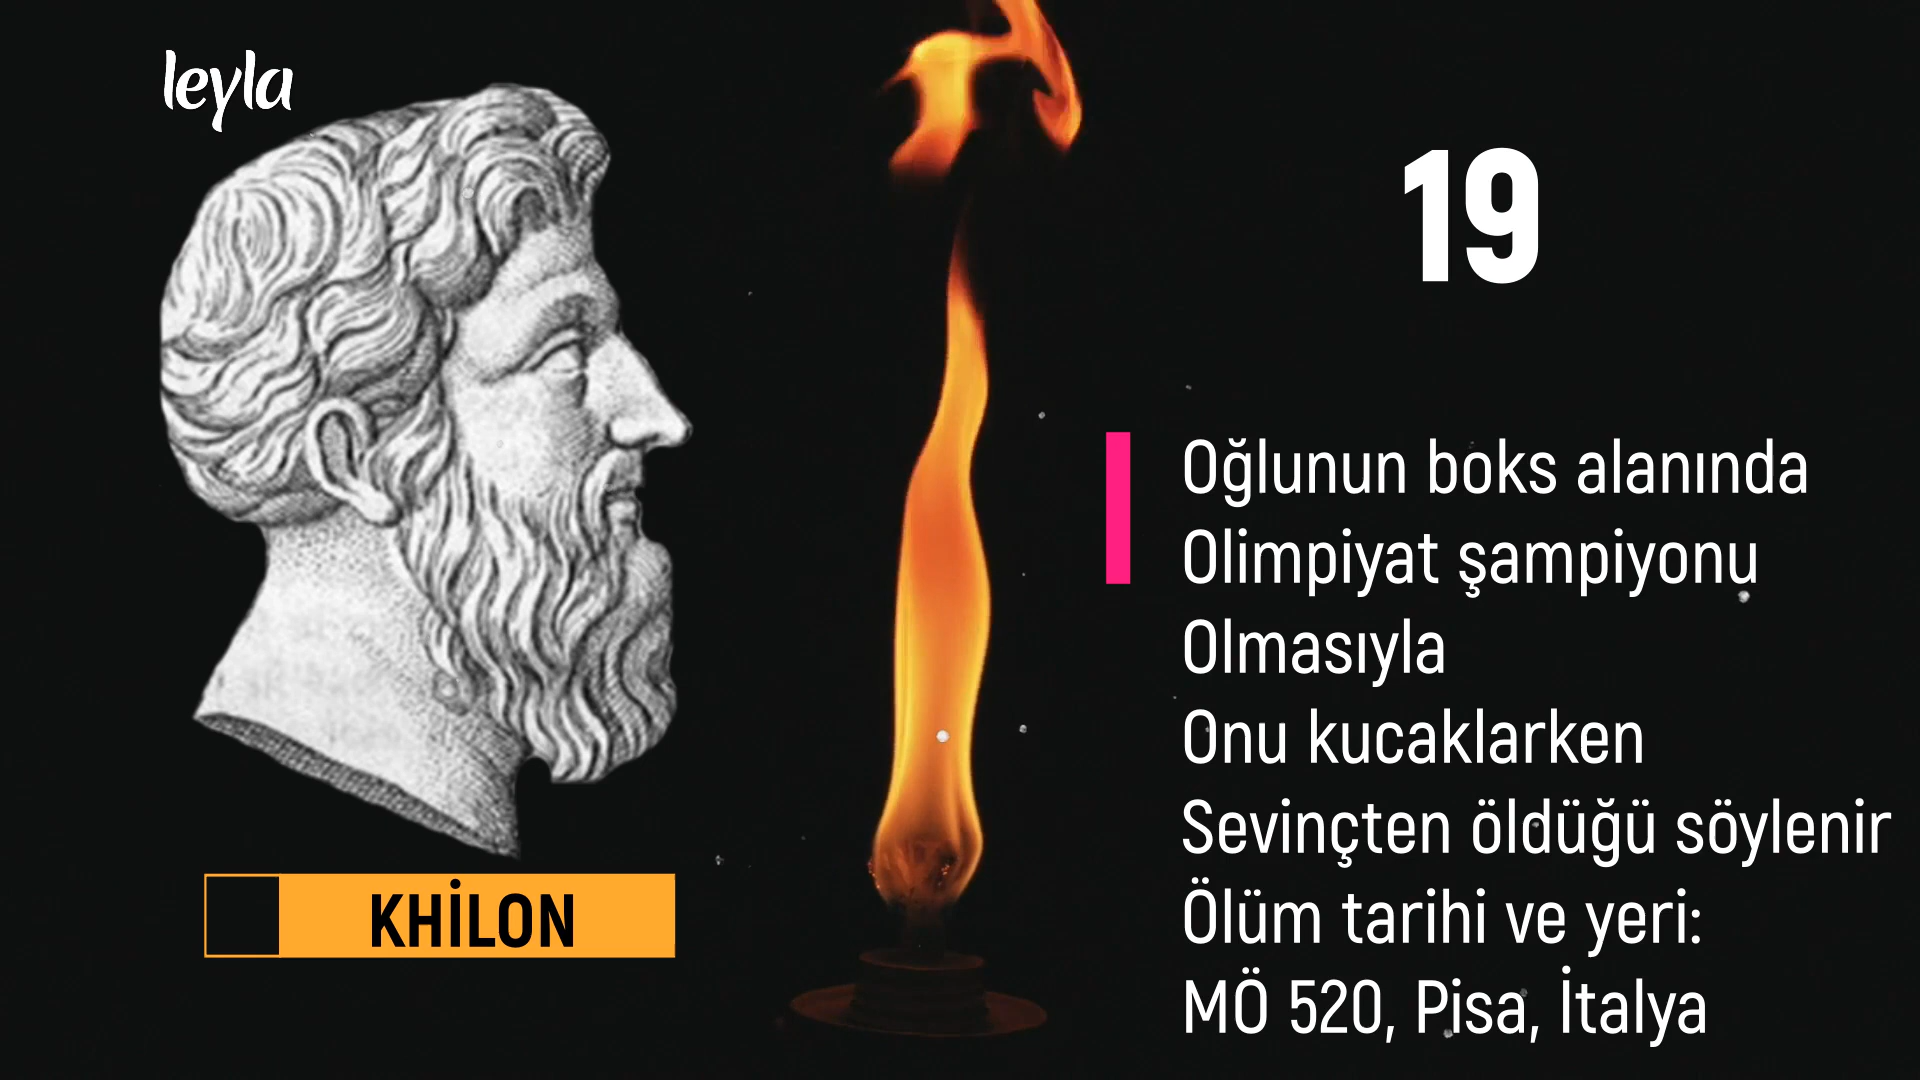 leyla
19
Oğlunun boks alanında
Olimpiyat şampiyonu
Olmasıyla
Onu kucaklarken
Sevinçten öldüğü söylenir
Ölüm tarihi ve yeri:
MÖ 520, Pisa, İtalya
KHİLON